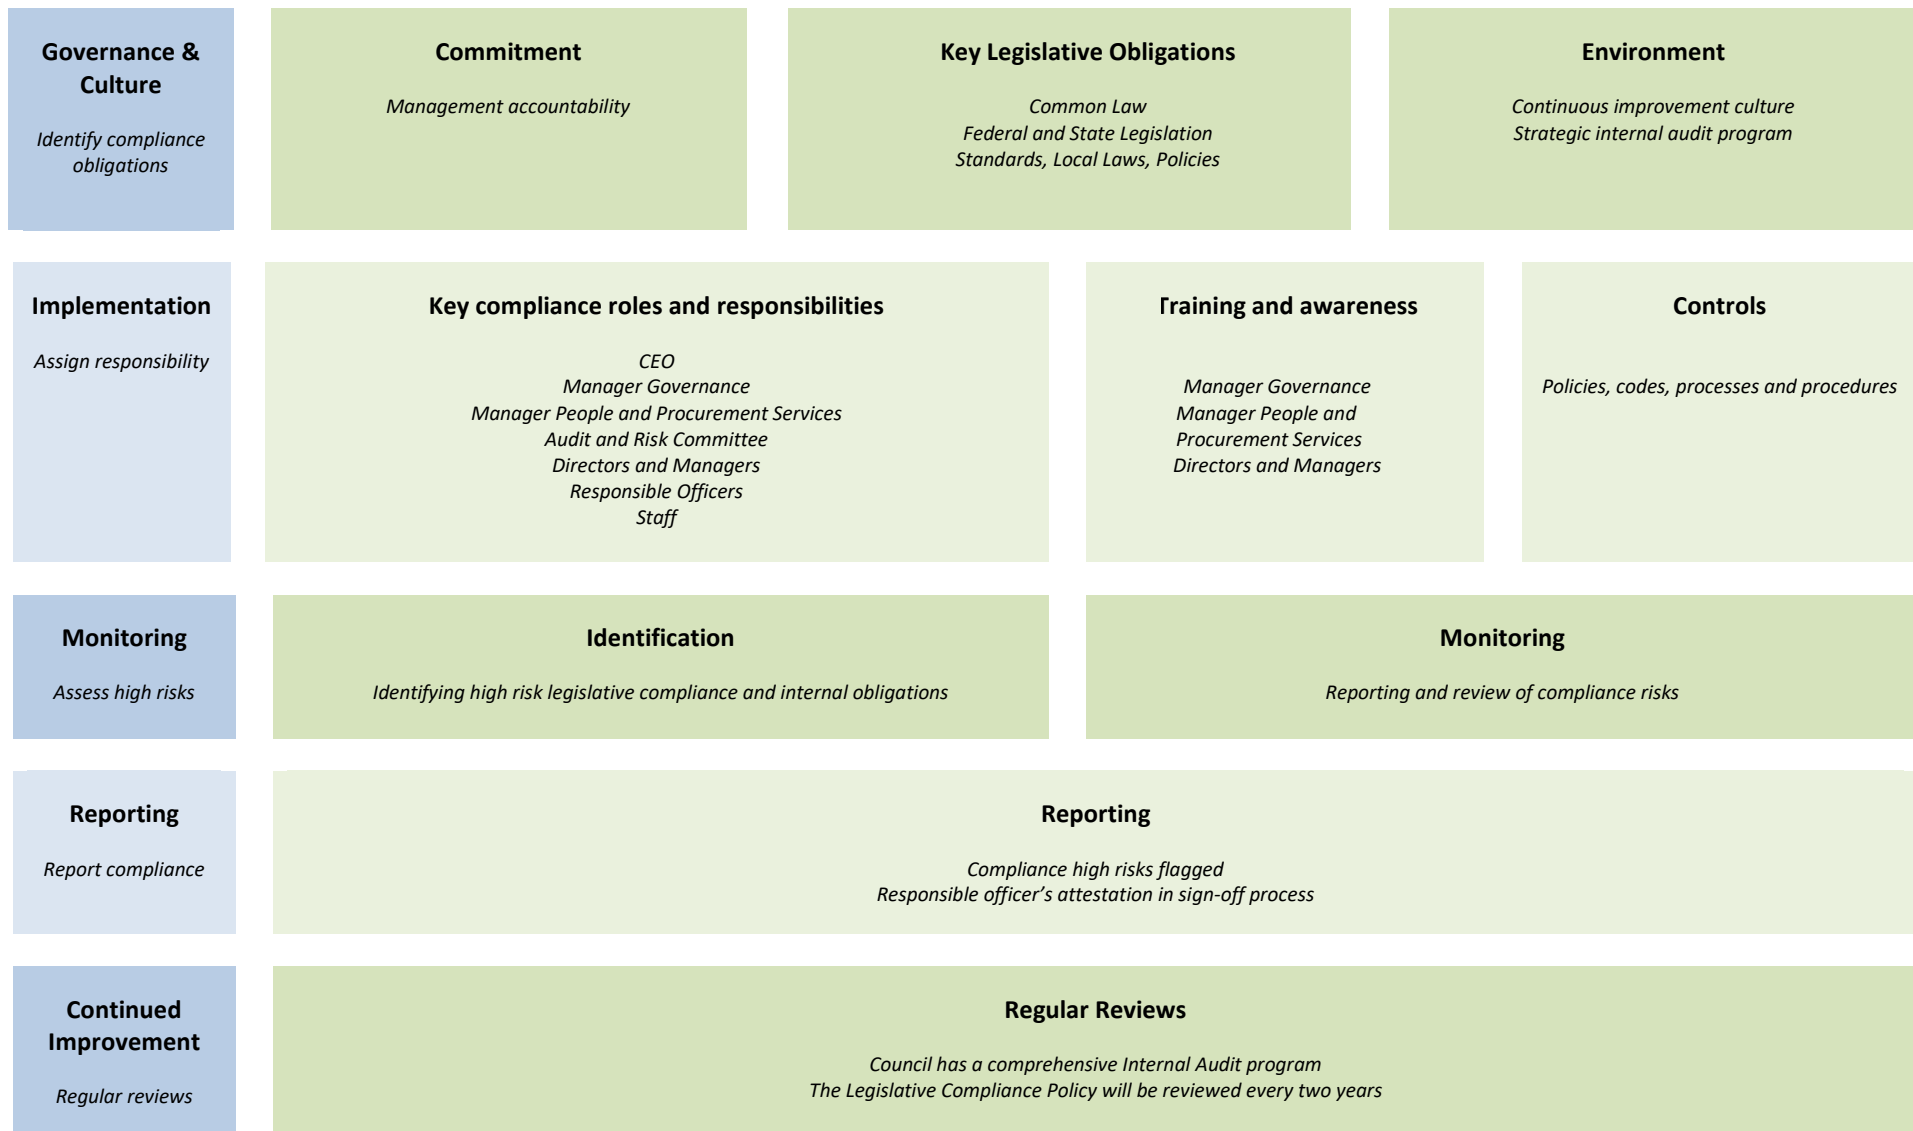 Governance &
Culture
Identify compliance
obligations
Commitment
Management accountability
Key Legislative Obligations
Common Law
Federal and State Legislation
Standards, Local Laws, Policies
Environment
Continuous improvement culture
Strategic internal audit program
Implementation
Assign responsibility
Key compliance roles and responsibilities
CEO
Manager Governance
Manager People and Procurement Services
Audit and Risk Committee
Directors and Managers
Responsible Officers
Staff
Training and awareness
Manager Governance
Manager People and
Procurement Services
Directors and Managers
Controls
Policies, codes, processes and procedures
Monitoring
Assess high risks
Identification
Identifying high risk legislative compliance and internal obligations
Monitoring
Reporting and review of compliance risks
Reporting
Report compliance
Reporting
Compliance high risks flagged
Responsible officer’s attestation in sign-off process
Continued
Improvement
Regular reviews
Regular Reviews
Council has a comprehensive Internal Audit program
The Legislative Compliance Policy will be reviewed every two years